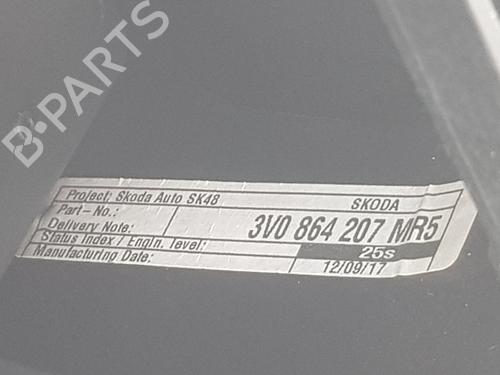 B-PARTS
Project: Skoda Auto SK48 SKODA
Part-No.: 3V0 864 207 MR5
Delivery Note:
Status Index / Engin. level: 25s
Manufacturing Date: 12/09/17